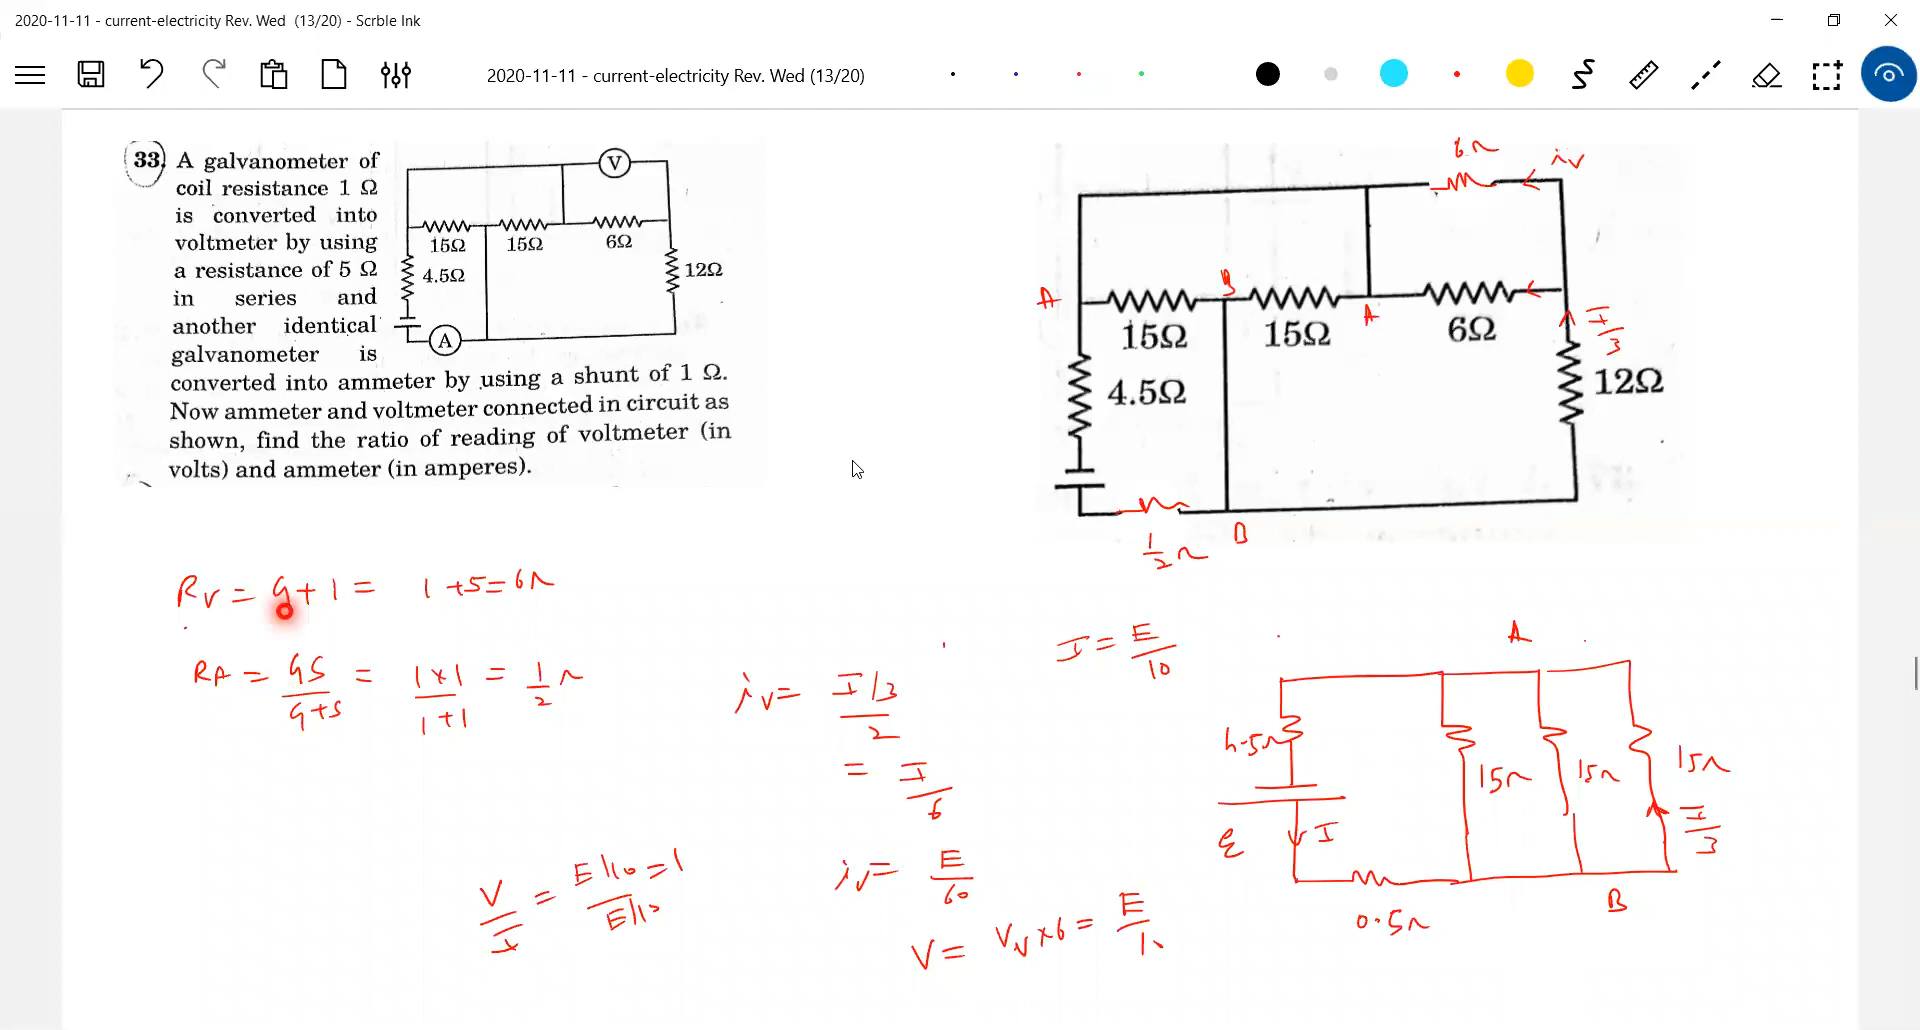 2020-11-11 - current-electricity Rev. Wed (13/20) - Scrble Ink
2020-11-11 - current-electricity Rev. Wed (13/20)
33. A galvanometer of
coil resistance 1 Ω
is converted into
voltmeter by using
a resistance of 5 Ω
in series and
another identical
galvanometer is
converted into ammeter by using a shunt of 1 Ω.
Now ammeter and voltmeter connected in circuit as
shown, find the ratio of reading of voltmeter (in
volts) and ammeter (in amperes).
V
15Ω 15Ω 6Ω
4.5Ω 12Ω
A
6Ω iv
A B A I/3
15Ω 15Ω 6Ω
4.5Ω 12Ω
1/2 Ω B
RV = G + 1 = 1 + 5 = 6Ω
RA = GS/G+S = 1×1/1+1 = 1/2 Ω
iv = I/3/2
= I/6
iv = E/60
V = Vv × 6 = E/10
V/I = E/10/E/10 = 1
I = E/10
A
4.5Ω 15Ω 15Ω 15Ω
ε I I/3
0.5Ω B